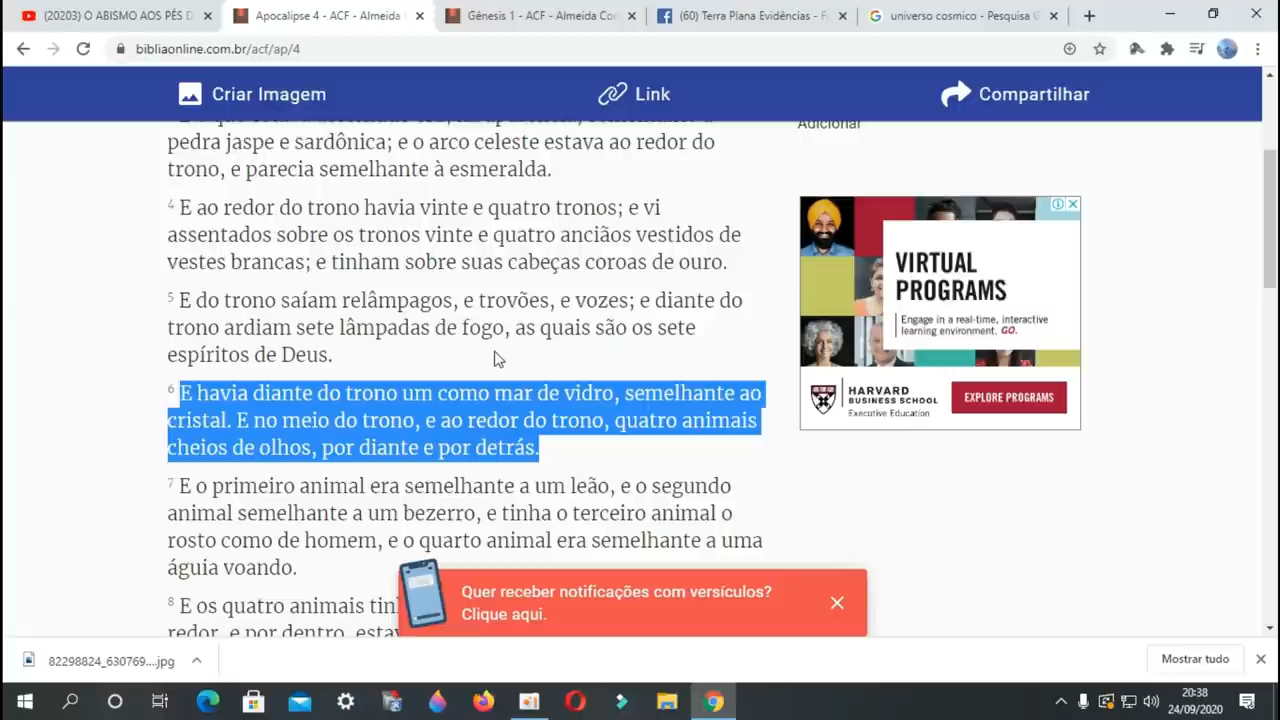 (20203) O ABISMO AOS PÉS D
Apocalipse 4 - ACF - Almeida
Gênesis 1 - ACF - Almeida Co
(60) Terra Plana Evidências - F
universo cosmico - Pesquisa G
bibliaonline.com.br/acf/ap/4
Criar Imagem
Link
Compartilhar
Adicionar
pedra jaspe e sardônica; e o arco celeste estava ao redor do
trono, e parecia semelhante à esmeralda.
4 E ao redor do trono havia vinte e quatro tronos; e vi
assentados sobre os tronos vinte e quatro anciãos vestidos de
vestes brancas; e tinham sobre suas cabeças coroas de ouro.
5 E do trono saíam relâmpagos, e trovões, e vozes; e diante do
trono ardiam sete lâmpadas de fogo, as quais são os sete
espíritos de Deus.
6 E havia diante do trono um como mar de vidro, semelhante ao
cristal. E no meio do trono, e ao redor do trono, quatro animais
cheios de olhos, por diante e por detrás.
7 E o primeiro animal era semelhante a um leão, e o segundo
animal semelhante a um bezerro, e tinha o terceiro animal o
rosto como de homem, e o quarto animal era semelhante a uma
águia voando.
8 E os quatro animais tin
redor, e por dentro, esta
VIRTUAL
PROGRAMS
Engage in a real-time, interactive
learning environment. GO.
HARVARD
BUSINESS SCHOOL
Executive Education
EXPLORE PROGRAMS
Quer receber notificações com versículos?
Clique aqui.
82298824_630769....jpg
Mostrar tudo
20:38
24/09/2020